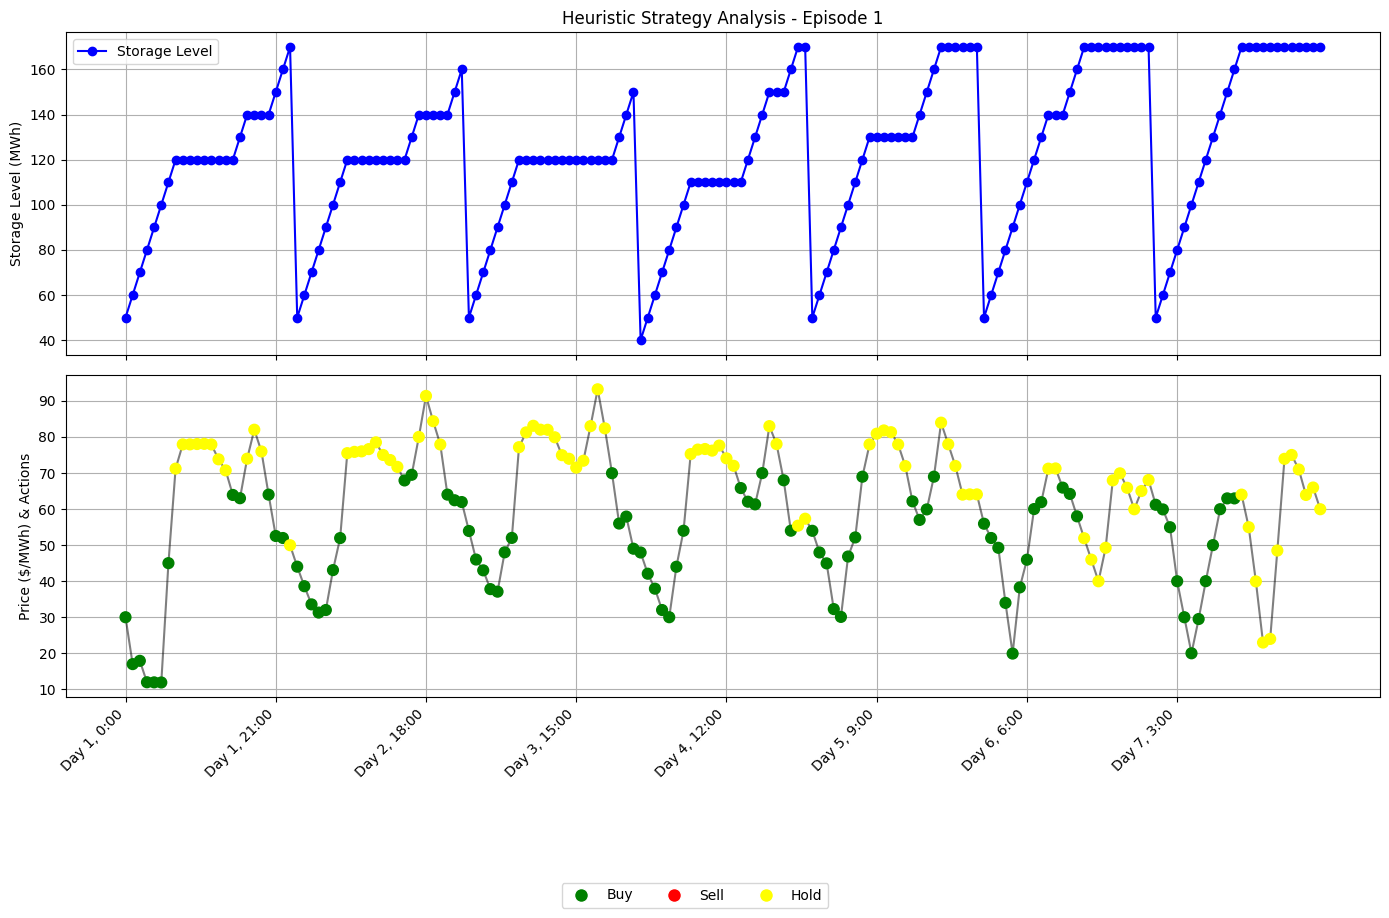 Heuristic Strategy Analysis - Episode 1
Storage Level
Storage Level (MWh)
160
140
120
100
80
60
40
Price ($/MWh) & Actions
90
80
70
60
50
40
30
20
10
Day 1, 0:00
Day 1, 21:00
Day 2, 18:00
Day 3, 15:00
Day 4, 12:00
Day 5, 9:00
Day 6, 6:00
Day 7, 3:00
Buy Sell Hold